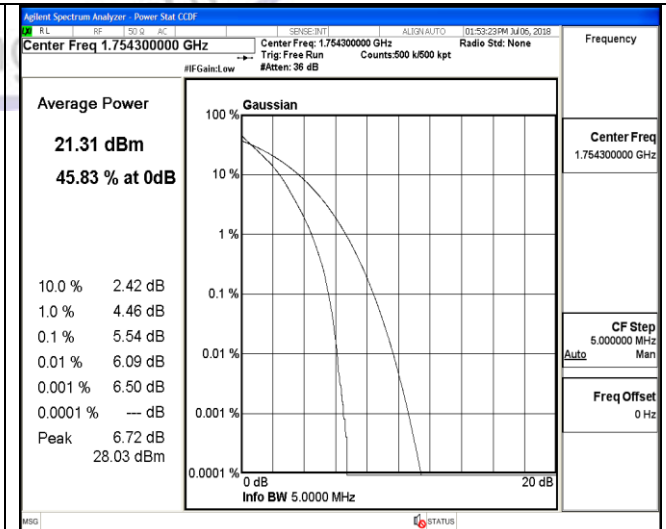 Agilent Spectrum Analyzer - Power Stat CCDF
RL RF 50 Ω AC SENSE:INT ALIGN AUTO 01:53:23 PM Jul 06, 2018
Center Freq 1.754300000 GHz
Center Freq: 1.754300000 GHz Radio Std: None
Trig: Free Run Counts:500 k/500 kpt
#IFGain:Low #Atten: 36 dB
Frequency
Average Power
21.31 dBm
45.83 % at 0dB
10.0 % 2.42 dB
1.0 % 4.46 dB
0.1 % 5.54 dB
0.01 % 6.09 dB
0.001 % 6.50 dB
0.0001 % --- dB
Peak 6.72 dB
28.03 dBm
Gaussian
100 %
10 %
1 %
0.1 %
0.01 %
0.001 %
0.0001 %
0 dB 20 dB
Info BW 5.0000 MHz
Center Freq
1.754300000 GHz
CF Step
5.000000 MHz
Auto Man
Freq Offset
0 Hz
MSG STATUS